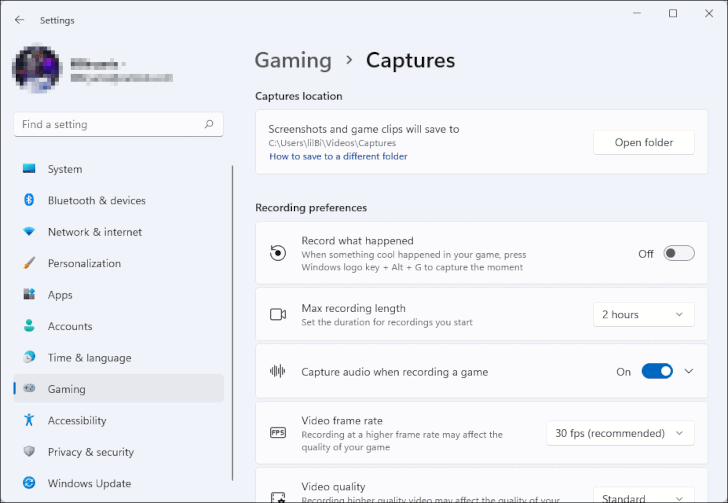 Settings
Find a setting
System
Bluetooth & devices
Network & internet
Personalization
Apps
Accounts
Time & language
Gaming
Accessibility
Privacy & security
Windows Update
Gaming > Captures
Captures location
Screenshots and game clips will save to
C:\Users\lilBi\Videos\Captures
How to save to a different folder
Open folder
Recording preferences
Record what happened
When something cool happened in your game, press
Windows logo key + Alt + G to capture the moment
Off
Max recording length
Set the duration for recordings you start
2 hours
Capture audio when recording a game
On
FPS
Video frame rate
Recording at a higher frame rate may affect the
quality of your game
30 fps (recommended)
Video quality
Recording higher quality video may affect the quality of your
Standard